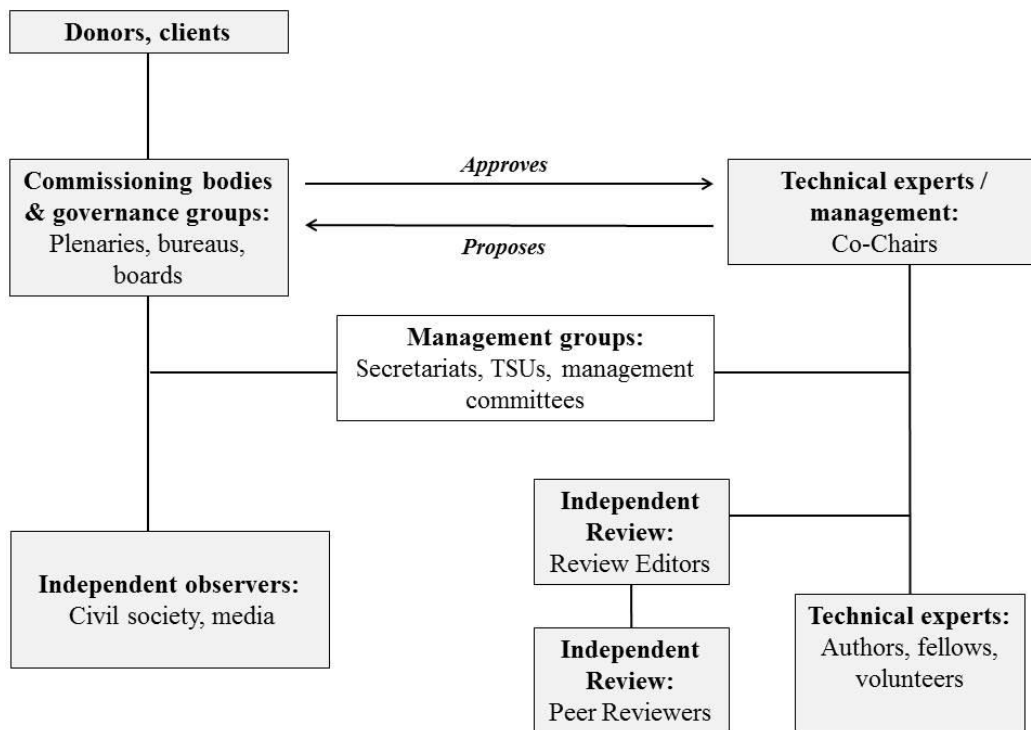 Donors, clients
Commissioning bodies
& governance groups:
Plenaries, bureaus,
boards
Approves
Proposes
Technical experts /
management:
Co-Chairs
Management groups:
Secretariats, TSUs, management
committees
Independent
Review:
Review Editors
Independent observers:
Civil society, media
Independent
Review:
Peer Reviewers
Technical experts:
Authors, fellows,
volunteers